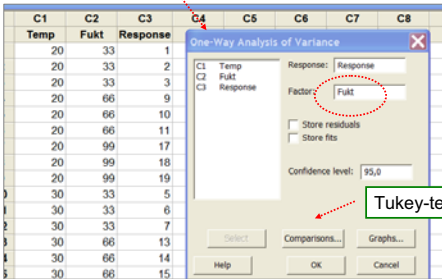 C1 C2 C3 C4 C5 C6 C7 C8
Temp Fukt Response
20 33 1
20 33 2
20 33 3
20 66 9
20 66 10
20 66 11
20 99 17
20 99 18
20 99 19
30 33 5
30 33 6
30 33 7
30 66 13
30 66 14
30 66 15
One-Way Analysis of Variance
C1 Temp
C2 Fukt
C3 Response
Response: Response
Factor: Fukt
Store residuals
Store fits
Confidence level: 95,0
Tukey-te
Select Comparisons... Graphs...
Help OK Cancel